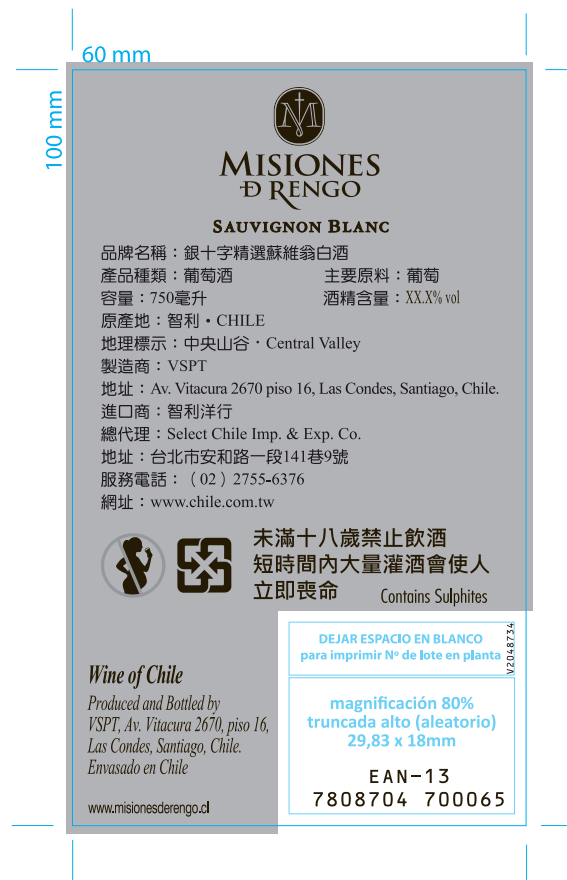 60 mm
100 mm
M
MISIONES
D RENGO
SAUVIGNON BLANC
品牌名稱：銀十字精選蘇維翁白酒
產品種類：葡萄酒 主要原料：葡萄
容量：750毫升 酒精含量：XX.X% vol
原產地：智利・CHILE
地理標示：中央山谷・Central Valley
製造商：VSPT
地址：Av. Vitacura 2670 piso 16, Las Condes, Santiago, Chile.
進口商：智利洋行
總代理：Select Chile Imp. & Exp. Co.
地址：台北市安和路一段141巷9號
服務電話：（02）2755-6376
網址：www.chile.com.tw
未滿十八歲禁止飲酒
短時間內大量灌酒會使人
立即喪命 Contains Sulphites
DEJAR ESPACIO EN BLANCO
para imprimir Nº de lote en planta
V2048734
Wine of Chile
Produced and Bottled by
VSPT, Av. Vitacura 2670, piso 16,
Las Condes, Santiago, Chile.
Envasado en Chile
www.misionesderengo.cl
magnificación 80%
truncada alto (aleatorio)
29,83 x 18mm
EAN-13
7808704 700065